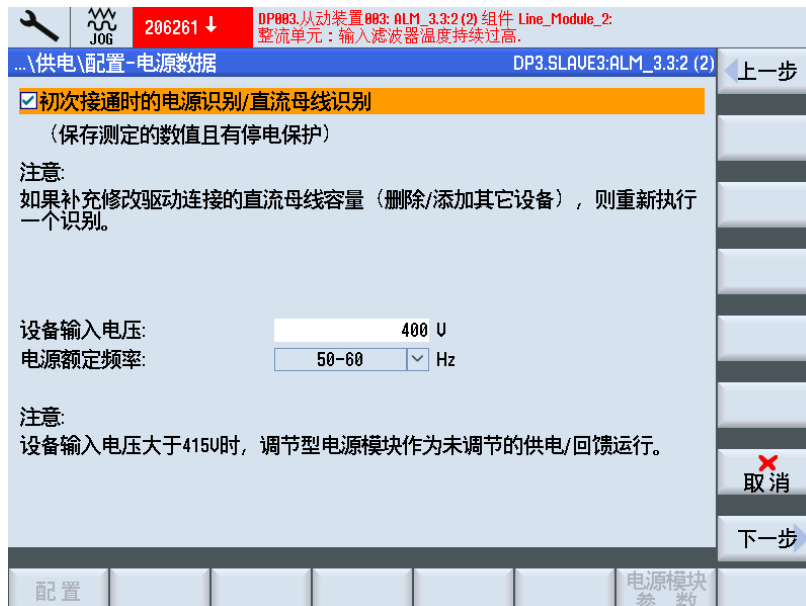 JOG
206261
DP003.从动装置003: ALM_3.3:2 (2) 组件 Line_Module_2:
整流单元：输入滤波器温度持续过高.
...\供电\配置-电源数据
DP3.SLAVE3:ALM_3.3:2 (2)
上一步
初次接通时的电源识别/直流母线识别
（保存测定的数值且有停电保护）
注意:
如果补充修改驱动连接的直流母线容量（删除/添加其它设备），则重新执行
一个识别。
设备输入电压:
400 V
电源额定频率:
50-60 Hz
注意:
设备输入电压大于415V时，调节型电源模块作为未调节的供电/回馈运行。
取消
下一步
配置
电源模块
参 数